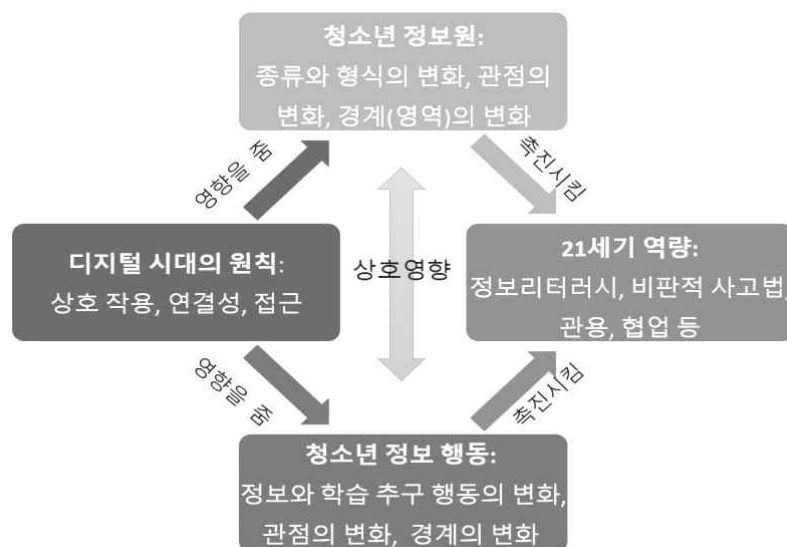 청소년 정보원:
종류와 형식의 변화, 관점의
변화, 경계(영역)의 변화
영향을 줌
촉진시킴
디지털 시대의 원칙:
상호 작용, 연결성, 접근
상호영향
21세기 역량:
정보리터러시, 비판적 사고법,
관용, 협업 등
영향을 줌
촉진시킴
청소년 정보 행동:
정보와 학습 추구 행동의 변화,
관점의 변화, 경계의 변화